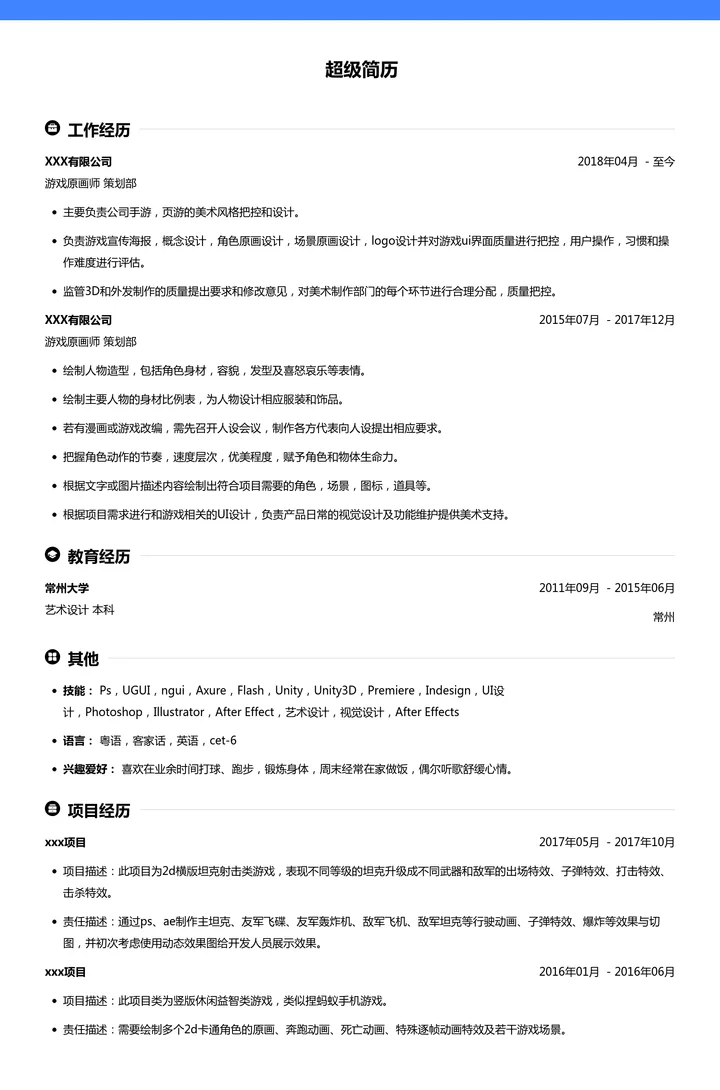 超级简历
工作经历
XXX有限公司 2018年04月 - 至今
游戏原画师 策划部
主要负责公司手游，页游的美术风格把控和设计。
负责游戏宣传海报，概念设计，角色原画设计，场景原画设计，logo设计并对游戏ui界面质量进行把控，用户操作，习惯和操
作难度进行评估。
监管3D和外发制作的质量提出要求和修改意见，对美术制作部门的每个环节进行合理分配，质量把控。
XXX有限公司 2015年07月 - 2017年12月
游戏原画师 策划部
绘制人物造型，包括角色身材，容貌，发型及喜怒哀乐等表情。
绘制主要人物的身材比例表，为人物设计相应服装和饰品。
若有漫画或游戏改编，需先召开人设会议，制作各方代表向人设提出相应要求。
把握角色动作的节奏，速度层次，优美程度，赋予角色和物体生命力。
根据文字或图片描述内容绘制出符合项目需要的角色，场景，图标，道具等。
根据项目需求进行和游戏相关的UI设计，负责产品日常的视觉设计及功能维护提供美术支持。
教育经历
常州大学 2011年09月 - 2015年06月
艺术设计 本科 常州
其他
技能： Ps，UGUI，ngui，Axure，Flash，Unity，Unity3D，Premiere，Indesign，UI设
计，Photoshop，Illustrator，After Effect，艺术设计，视觉设计，After Effects
语言： 粤语，客家话，英语，cet-6
兴趣爱好： 喜欢在业余时间打球、跑步，锻炼身体，周末经常在家做饭，偶尔听歌舒缓心情。
项目经历
xxx项目 2017年05月 - 2017年10月
项目描述：此项目为2d横版坦克射击类游戏，表现不同等级的坦克升级成不同武器和敌军的出场特效、子弹特效、打击特效、
击杀特效。
责任描述：通过ps、ae制作主坦克、友军飞碟、友军轰炸机、敌军飞机、敌军坦克等行驶动画、子弹特效、爆炸等效果与切
图，并初次考虑使用动态效果图给开发人员展示效果。
xxx项目 2016年01月 - 2016年06月
项目描述：此项目类为竖版休闲益智类游戏，类似捏蚂蚁手机游戏。
责任描述：需要绘制多个2d卡通角色的原画、奔跑动画、死亡动画、特殊逐帧动画特效及若干游戏场景。